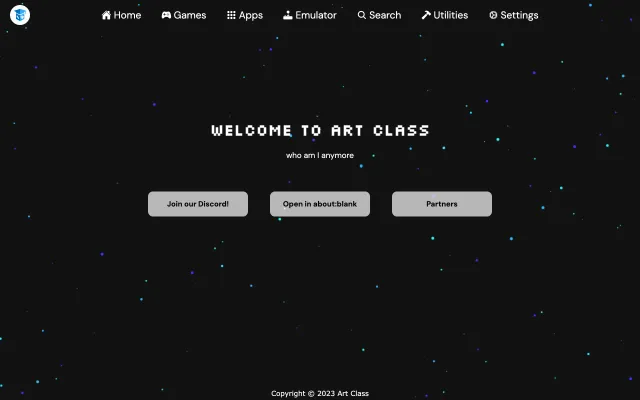 Home Games Apps Emulator Search Utilities Settings
WELCOME TO ART CLASS
who am I anymore
Join our Discord! Open in about:blank Partners
Copyright © 2023 Art Class